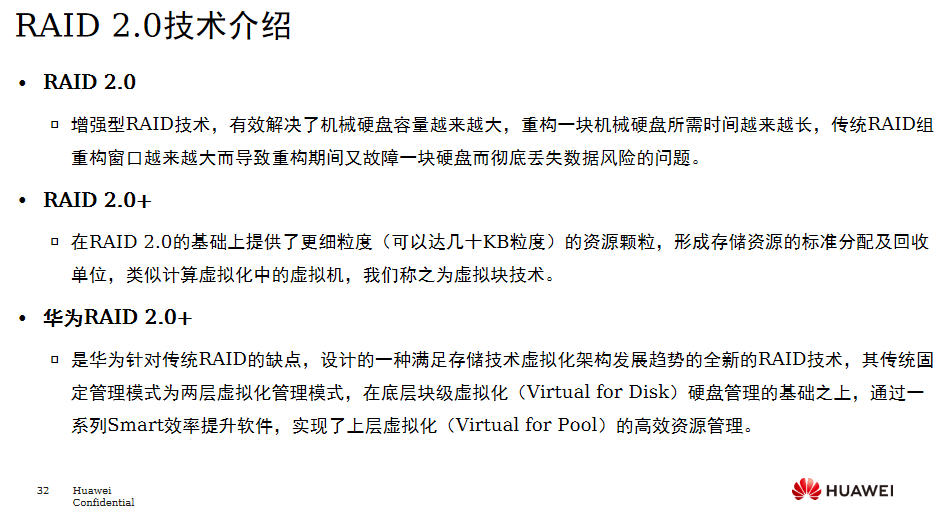 RAID 2.0技术介绍
• RAID 2.0
▫ 增强型RAID技术，有效解决了机械硬盘容量越来越大，重构一块机械硬盘所需时间越来越长，传统RAID组
重构窗口越来越大而导致重构期间又故障一块硬盘而彻底丢失数据风险的问题。
• RAID 2.0+
▫ 在RAID 2.0的基础上提供了更细粒度（可以达几十KB粒度）的资源颗粒，形成存储资源的标准分配及回收
单位，类似计算虚拟化中的虚拟机，我们称之为虚拟块技术。
• 华为RAID 2.0+
▫ 是华为针对传统RAID的缺点，设计的一种满足存储技术虚拟化架构发展趋势的全新的RAID技术，其传统固
定管理模式为两层虚拟化管理模式，在底层块级虚拟化（Virtual for Disk）硬盘管理的基础之上，通过一
系列Smart效率提升软件，实现了上层虚拟化（Virtual for Pool）的高效资源管理。
32 Huawei
Confidential
HUAWEI